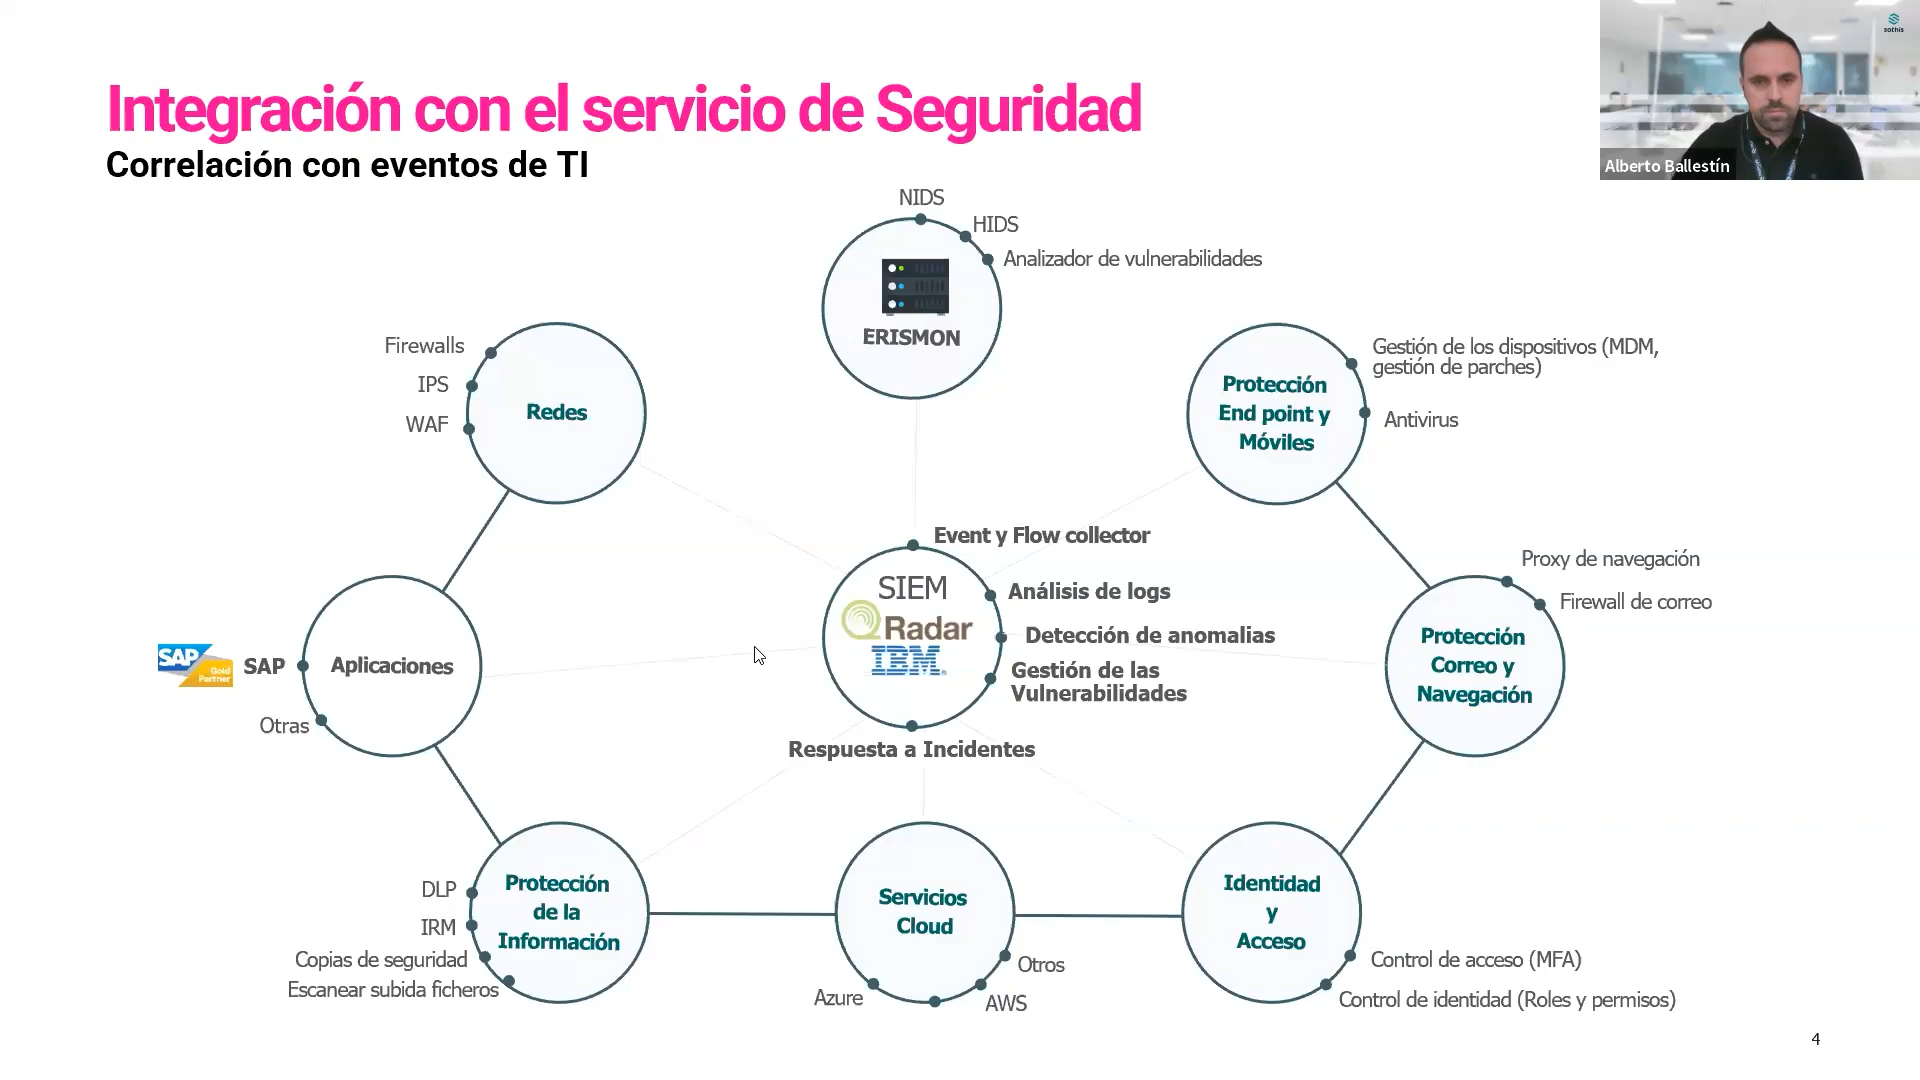 Integración con el servicio de Seguridad
Correlación con eventos de TI
sothis
Alberto Ballestín
NIDS
HIDS
Analizador de vulnerabilidades
ERISMON
Firewalls
IPS
WAF
Redes
Protección
End point y
Móviles
Gestión de los dispositivos (MDM,
gestión de parches)
Antivirus
Event y Flow collector
SIEM
QRadar
IBM
Análisis de logs
Detección de anomalias
Gestión de las
Vulnerabilidades
Respuesta a Incidentes
Proxy de navegación
Firewall de correo
Protección
Correo y
Navegación
SAP
Gold
Partner
SAP
Aplicaciones
Otras
DLP
IRM
Copias de seguridad
Escanear subida ficheros
Protección
de la
Información
Servicios
Cloud
Azure
AWS
Otros
Identidad
y
Acceso
Control de acceso (MFA)
Control de identidad (Roles y permisos)
4